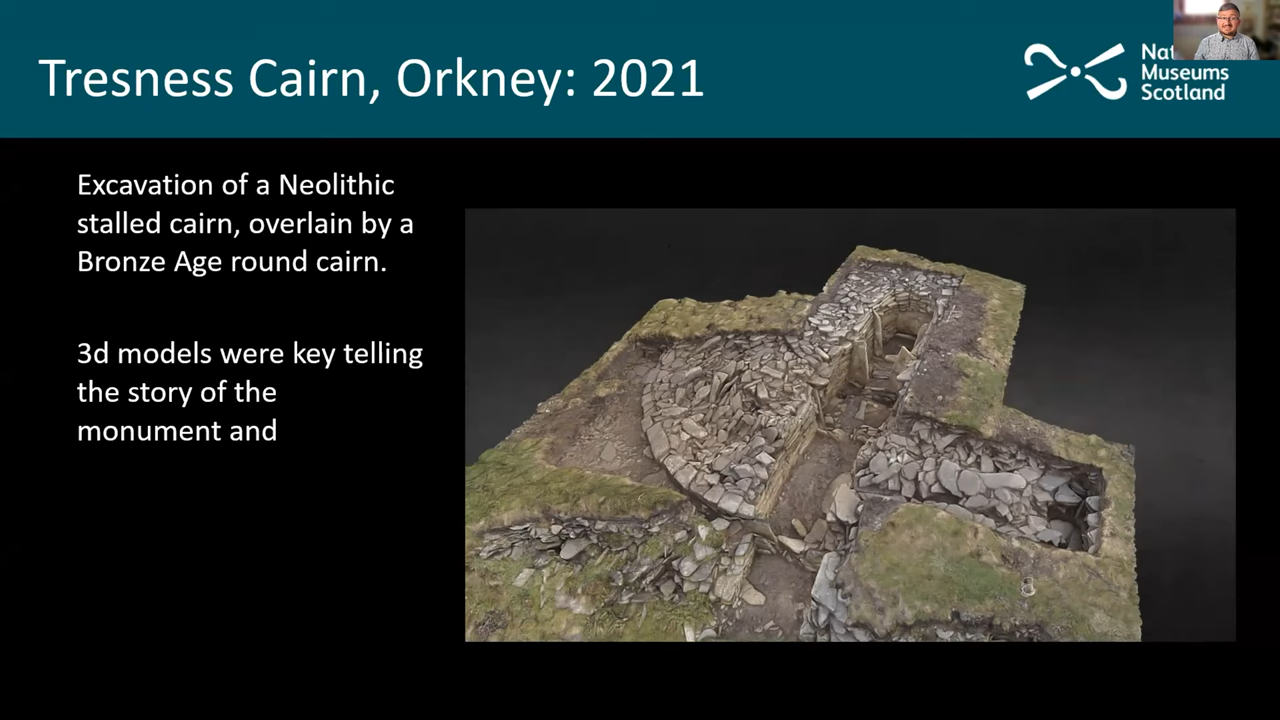 Tresness Cairn, Orkney: 2021
Nat
Museums
Scotland
Excavation of a Neolithic
stalled cairn, overlain by a
Bronze Age round cairn.
3d models were key telling
the story of the
monument and